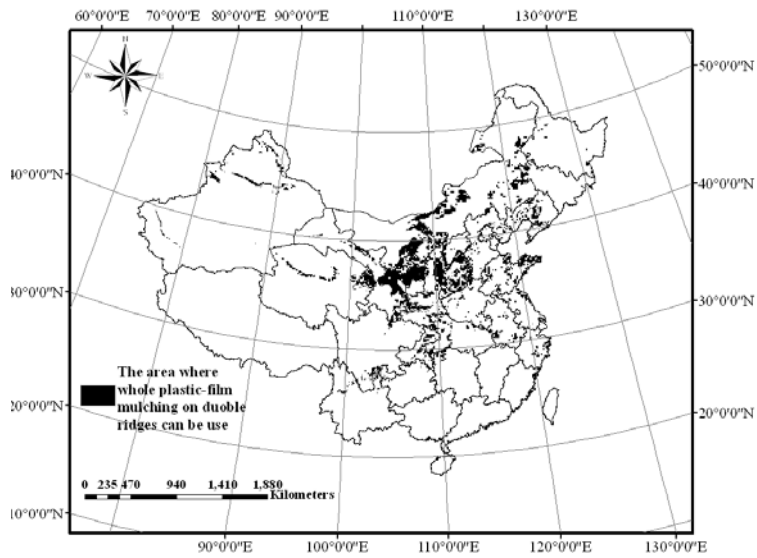 60°0'0"E 70°0'0"E 80°0'0"E 90°0'0"E 110°0'0"E 130°0'0"E
N
W E
S
50°0'0"N
40°0'0"N 40°0'0"N
30°0'0"N 30°0'0"N
The area where
whole plastic-film
mulching on duoble
ridges can be use
20°0'0"N 20°0'0"N
0 235 470 940 1,410 1,880
Kilometers
10°0'0"N
90°0'0"E 100°0'0"E 110°0'0"E 120°0'0"E 130°0'0"E